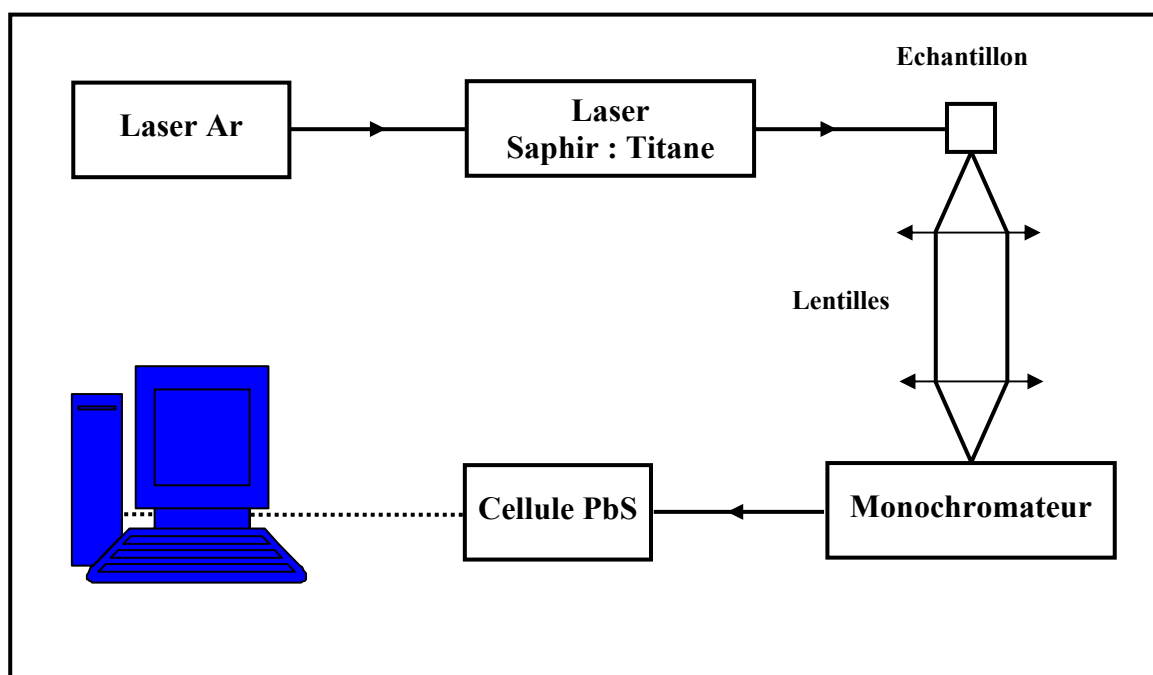 Echantillon
Laser Ar
Laser
Saphir : Titane
Lentilles
Cellule PbS
Monochromateur